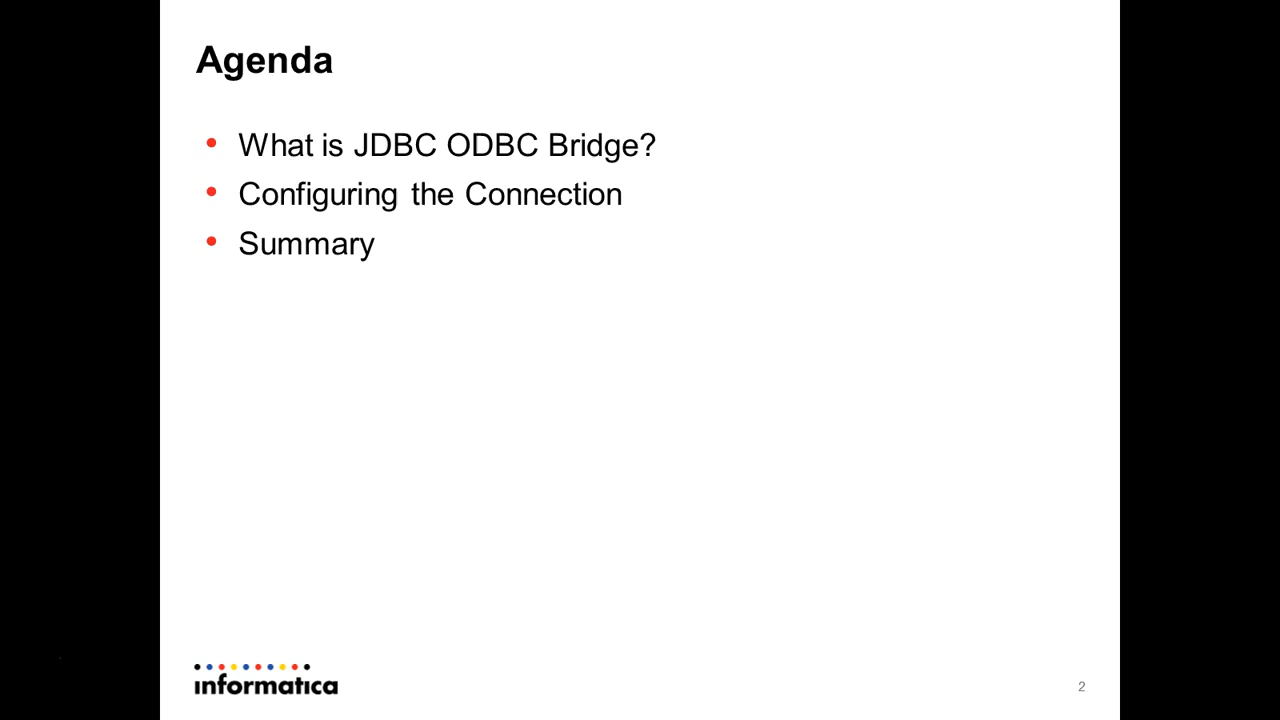 Agenda
• What is JDBC ODBC Bridge?
• Configuring the Connection
• Summary
informatica
2